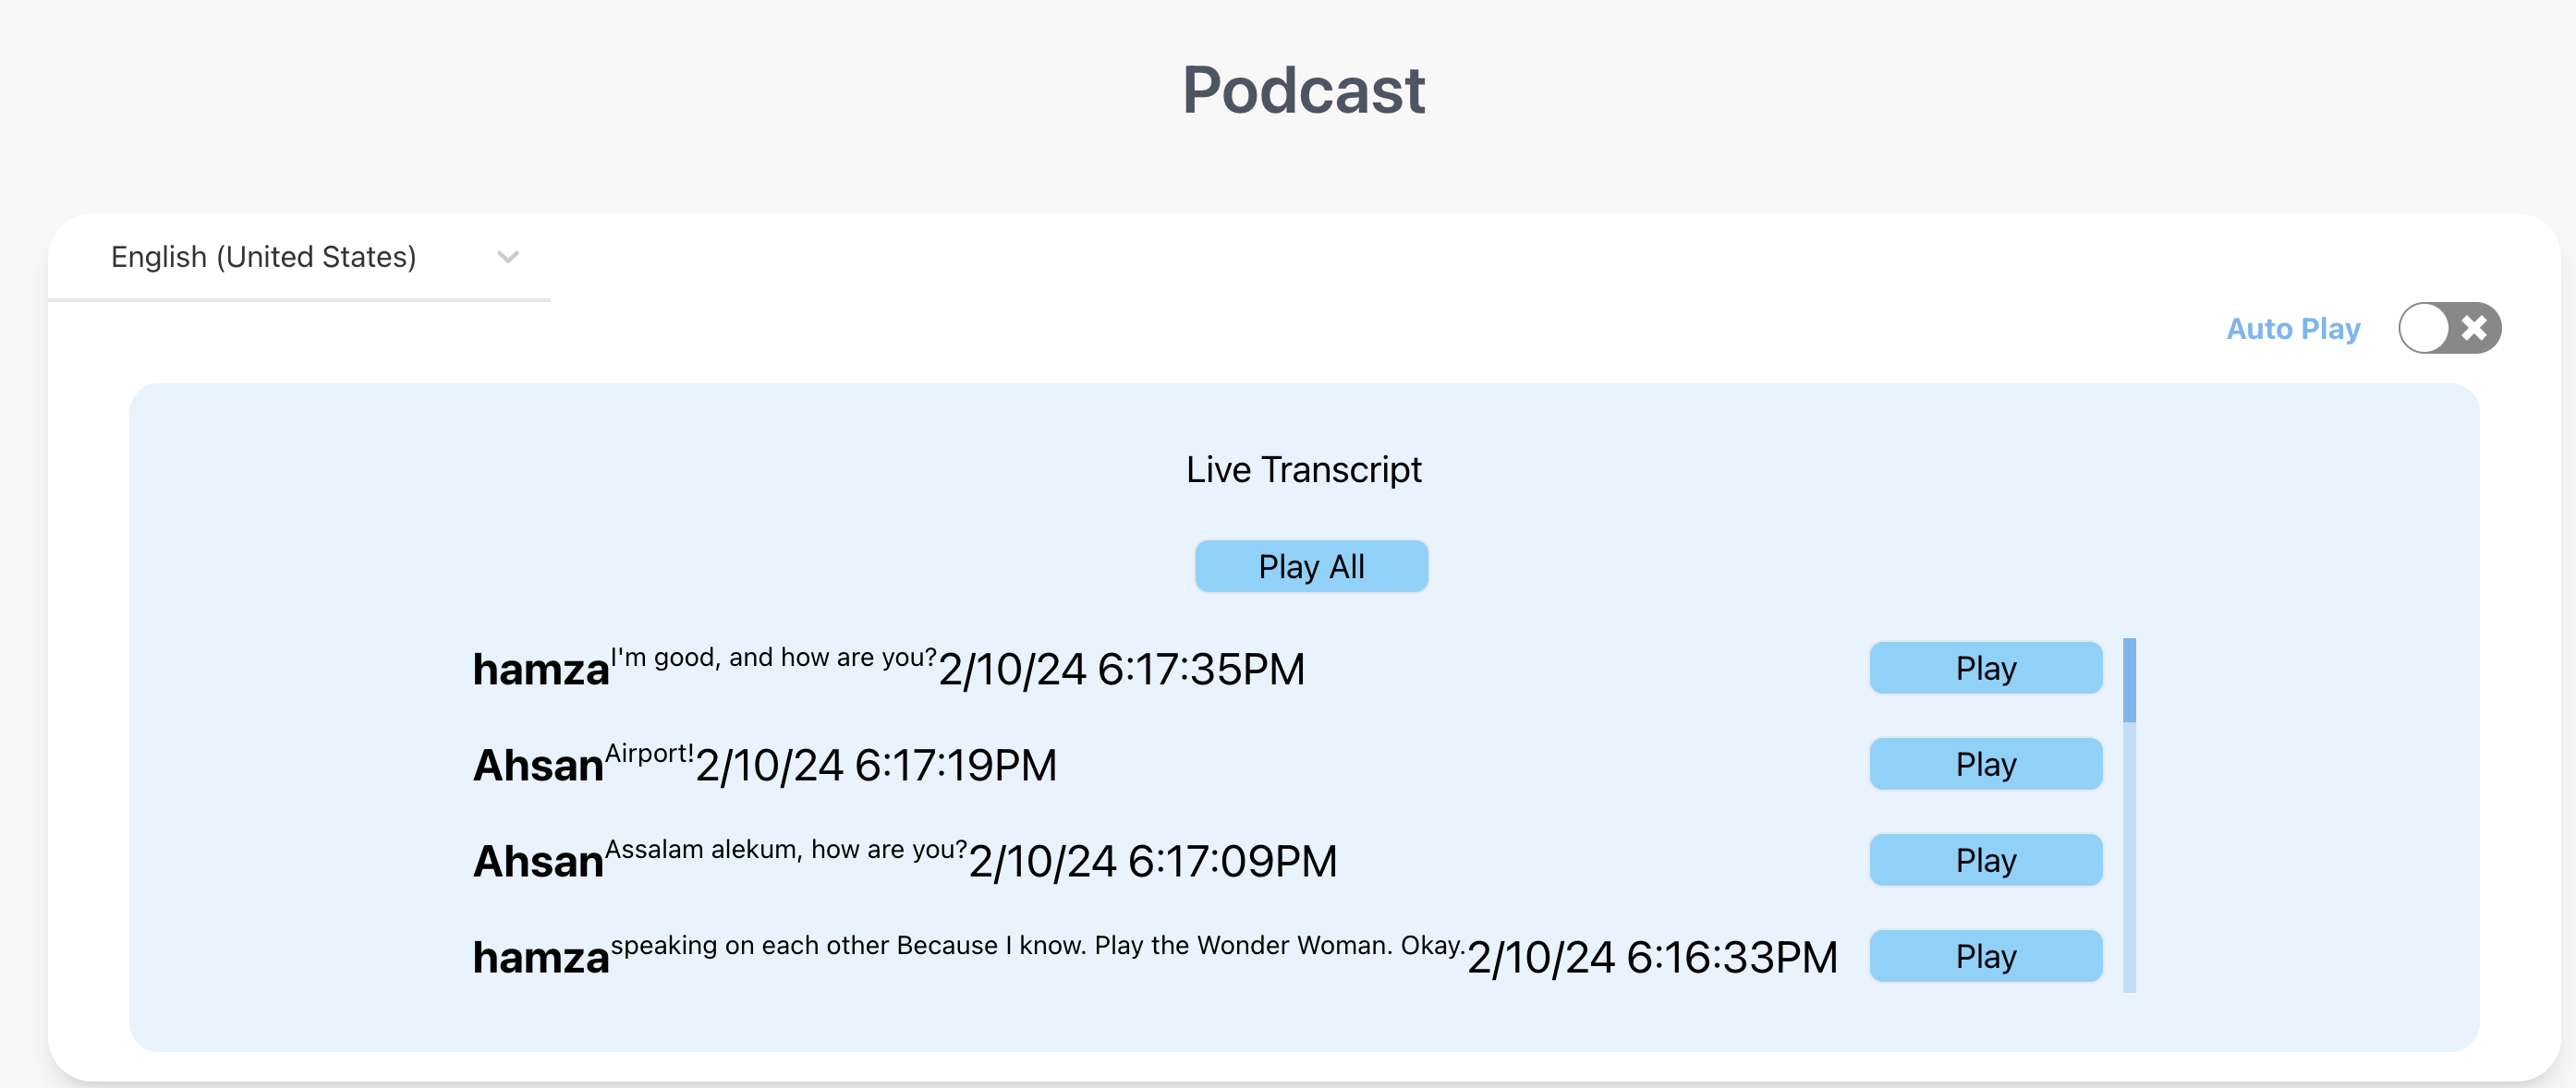 Podcast
English (United States)
Auto Play
Live Transcript
Play All
hamza I'm good, and how are you? 2/10/24 6:17:35PM Play
Ahsan Airport! 2/10/24 6:17:19PM Play
Ahsan Assalam alekum, how are you? 2/10/24 6:17:09PM Play
hamza speaking on each other Because I know. Play the Wonder Woman. Okay. 2/10/24 6:16:33PM Play